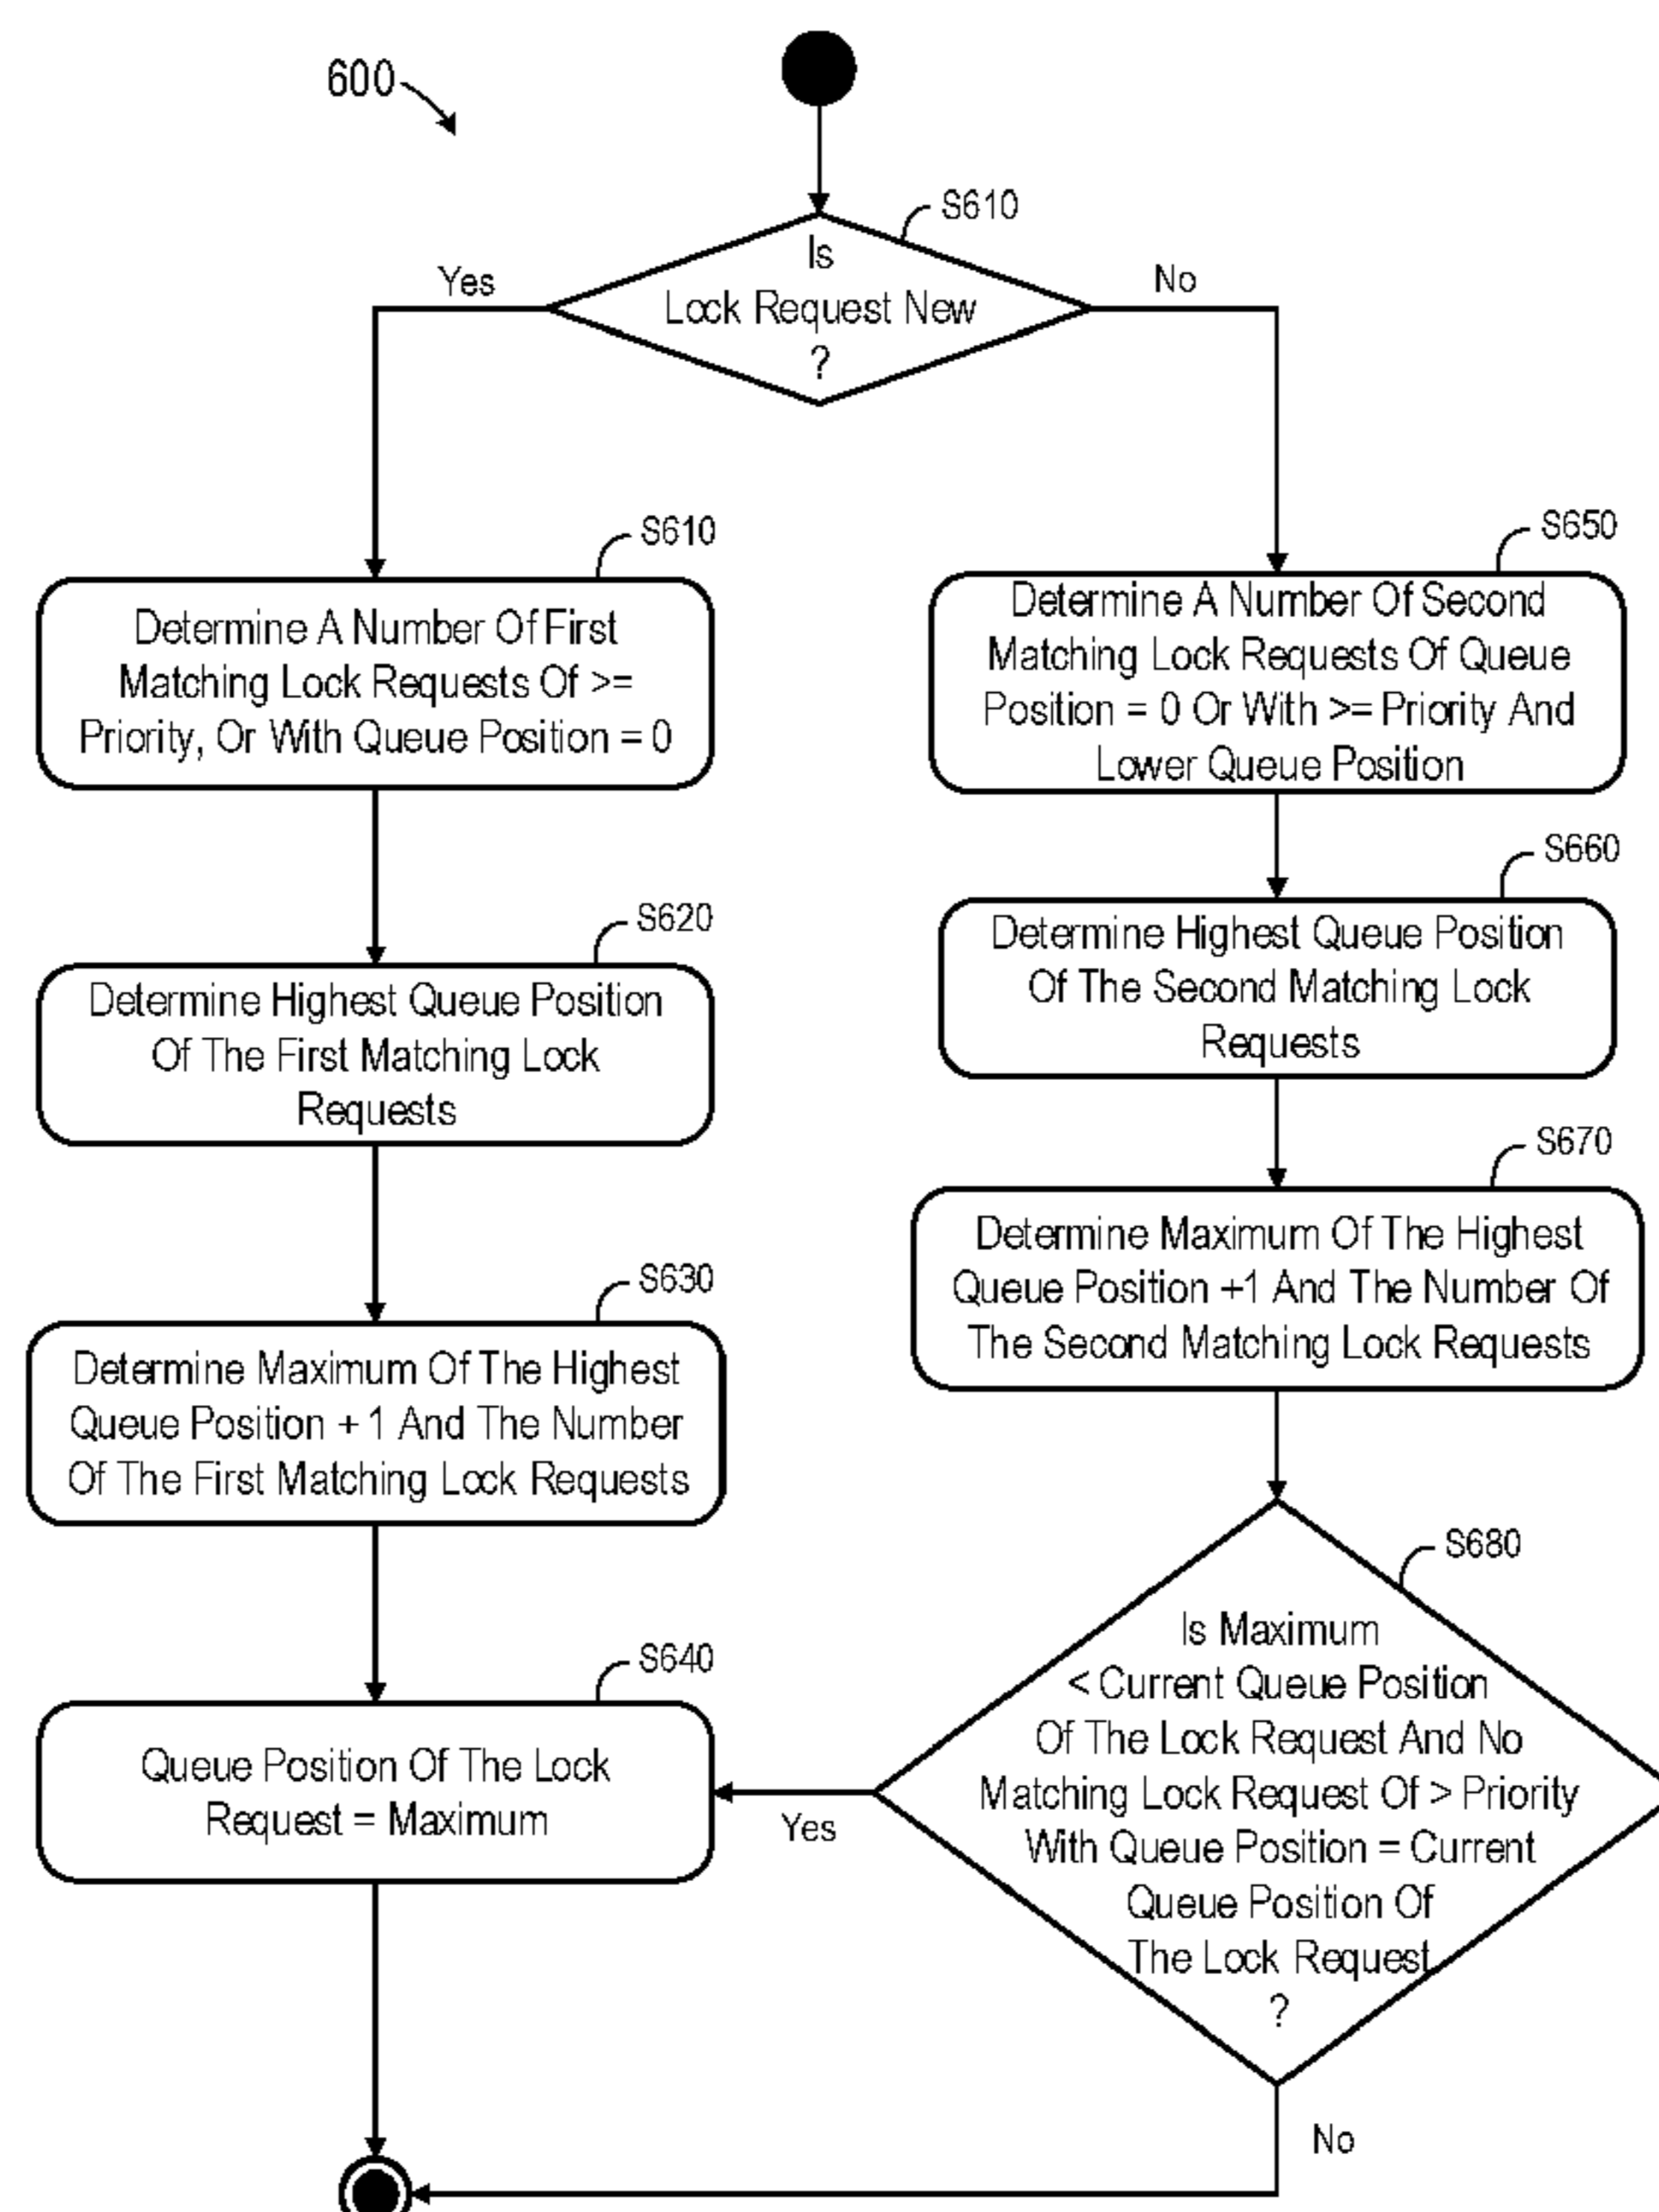 600
S610
Is
Lock Request New
?
Yes
No
S610
Determine A Number Of First
Matching Lock Requests Of >=
Priority, Or With Queue Position = 0
S620
Determine Highest Queue Position
Of The First Matching Lock
Requests
S630
Determine Maximum Of The Highest
Queue Position + 1 And The Number
Of The First Matching Lock Requests
S640
Queue Position Of The Lock
Request = Maximum
S650
Determine A Number Of Second
Matching Lock Requests Of Queue
Position = 0 Or With >= Priority And
Lower Queue Position
S660
Determine Highest Queue Position
Of The Second Matching Lock
Requests
S670
Determine Maximum Of The Highest
Queue Position +1 And The Number Of
The Second Matching Lock Requests
S680
Is Maximum
< Current Queue Position
Of The Lock Request And No
Matching Lock Request Of > Priority
With Queue Position = Current
Queue Position Of
The Lock Request
?
Yes
No